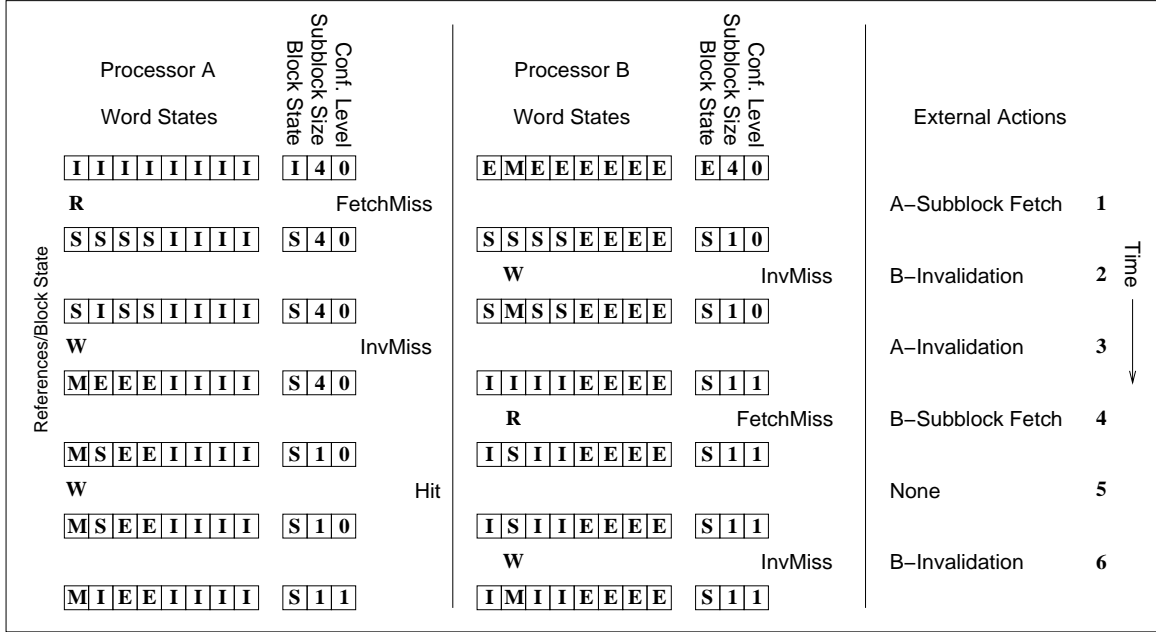 Processor A
Block State
Subblock Size
Conf. Level
Processor B
Block State
Subblock Size
Conf. Level
Word States
Word States
External Actions
I I I I I I I I I 4 0 E M E E E E E E E 4 0
R FetchMiss A−Subblock Fetch 1
S S S S I I I I S 4 0 S S S S E E E E S 1 0
W InvMiss B−Invalidation 2
S I S S I I I I S 4 0 S M S S E E E E S 1 0
W InvMiss A−Invalidation 3
M E E E I I I I S 4 0 I I I I E E E E S 1 1
R FetchMiss B−Subblock Fetch 4
M S E E I I I I S 1 0 I S I I E E E E S 1 1
W Hit None 5
M S E E I I I I S 1 0 I S I I E E E E S 1 1
W InvMiss B−Invalidation 6
M I E E I I I I S 1 1 I M I I E E E E S 1 1
References/Block State
Time